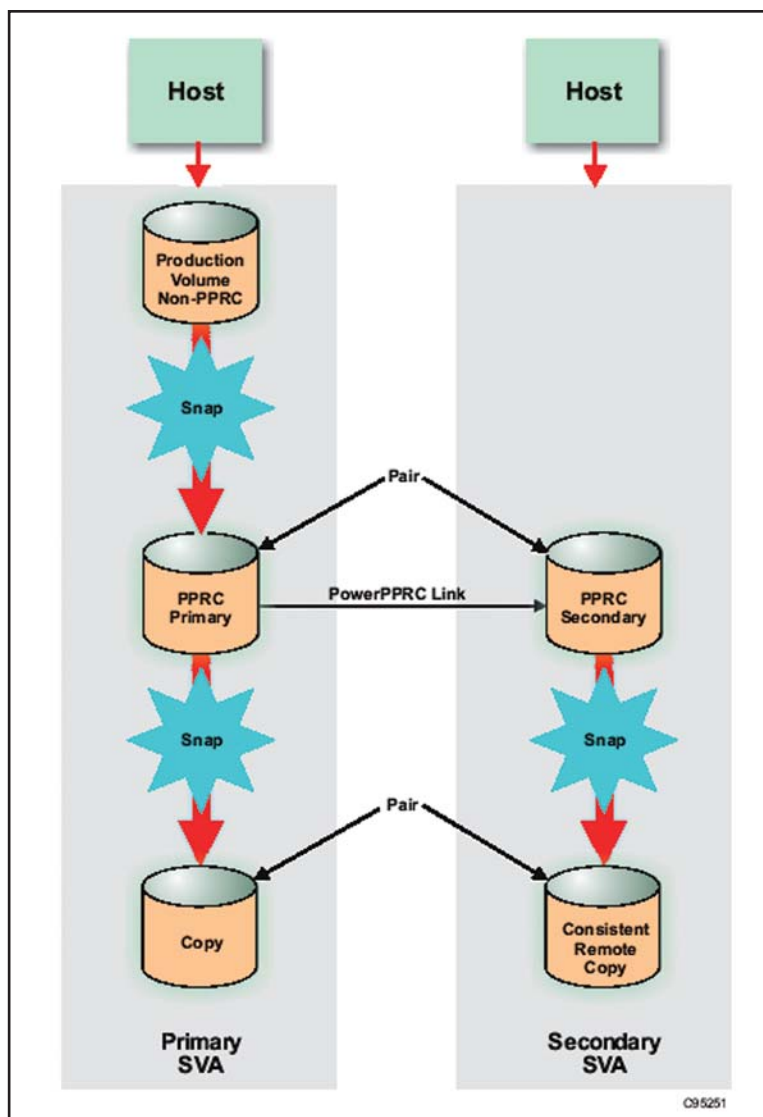 Host
Host
Production
Volume
Non-PPRC
Snap
Pair
PPRC
Primary
PowerPPRC Link
PPRC
Secondary
Snap
Snap
Pair
Copy
Consistent
Remote
Copy
Primary
SVA
Secondary
SVA
C95251